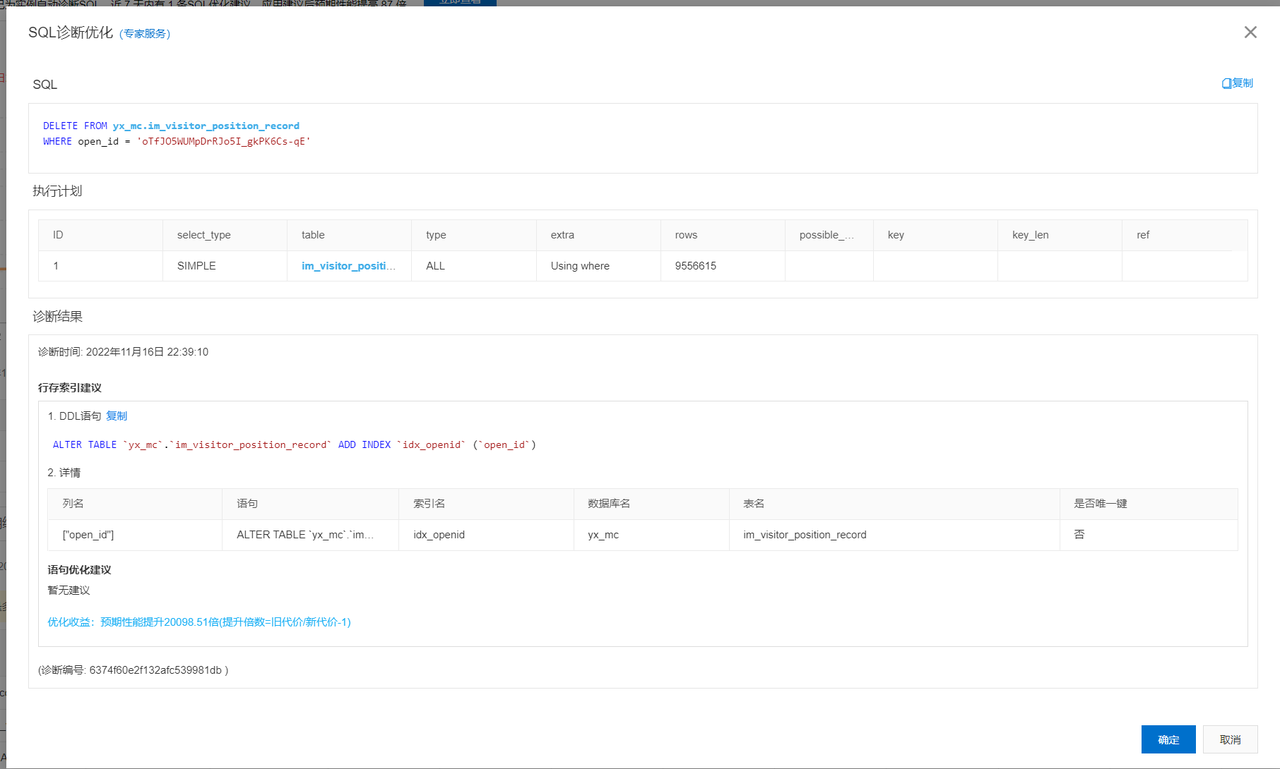 SQL诊断优化 (专家服务)
SQL
复制
DELETE FROM yx_mc.im_visitor_position_record
WHERE open_id = 'oTfJO5WUMpDrRJo5I_gkPK6Cs-qE'
执行计划
ID select_type table type extra rows possible_... key key_len ref
1 SIMPLE im_visitor_positi... ALL Using where 9556615
诊断结果
诊断时间: 2022年11月16日 22:39:10
行存索引建议
1. DDL语句 复制
ALTER TABLE `yx_mc`.`im_visitor_position_record` ADD INDEX `idx_openid` (`open_id`)
2. 详情
列名 语句 索引名 数据库名 表名 是否唯一键
["open_id"] ALTER TABLE `yx_mc`.`im... idx_openid yx_mc im_visitor_position_record 否
语句优化建议
暂无建议
优化收益：预期性能提升20098.51倍(提升倍数=旧代价/新代价-1)
(诊断编号: 6374f60e2f132afc539981db )
确定 取消